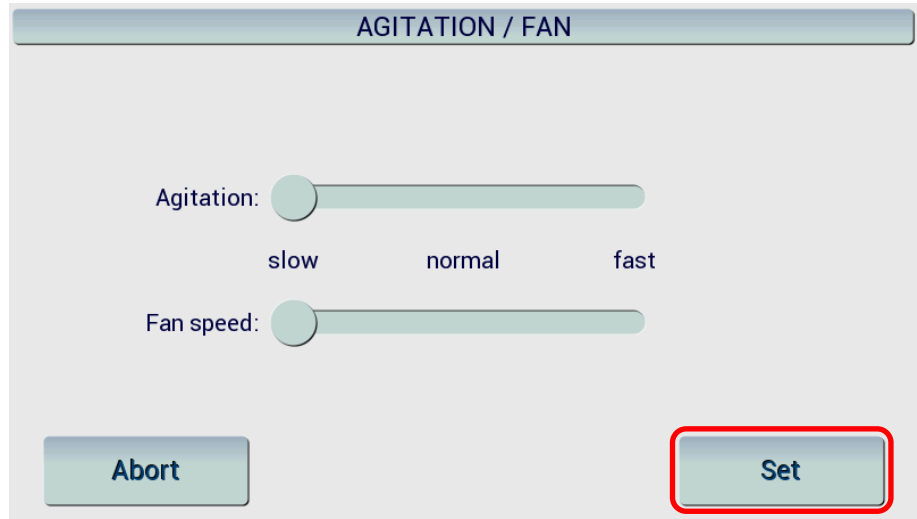 AGITATION / FAN
Agitation:
slow normal fast
Fan speed:
Abort Set